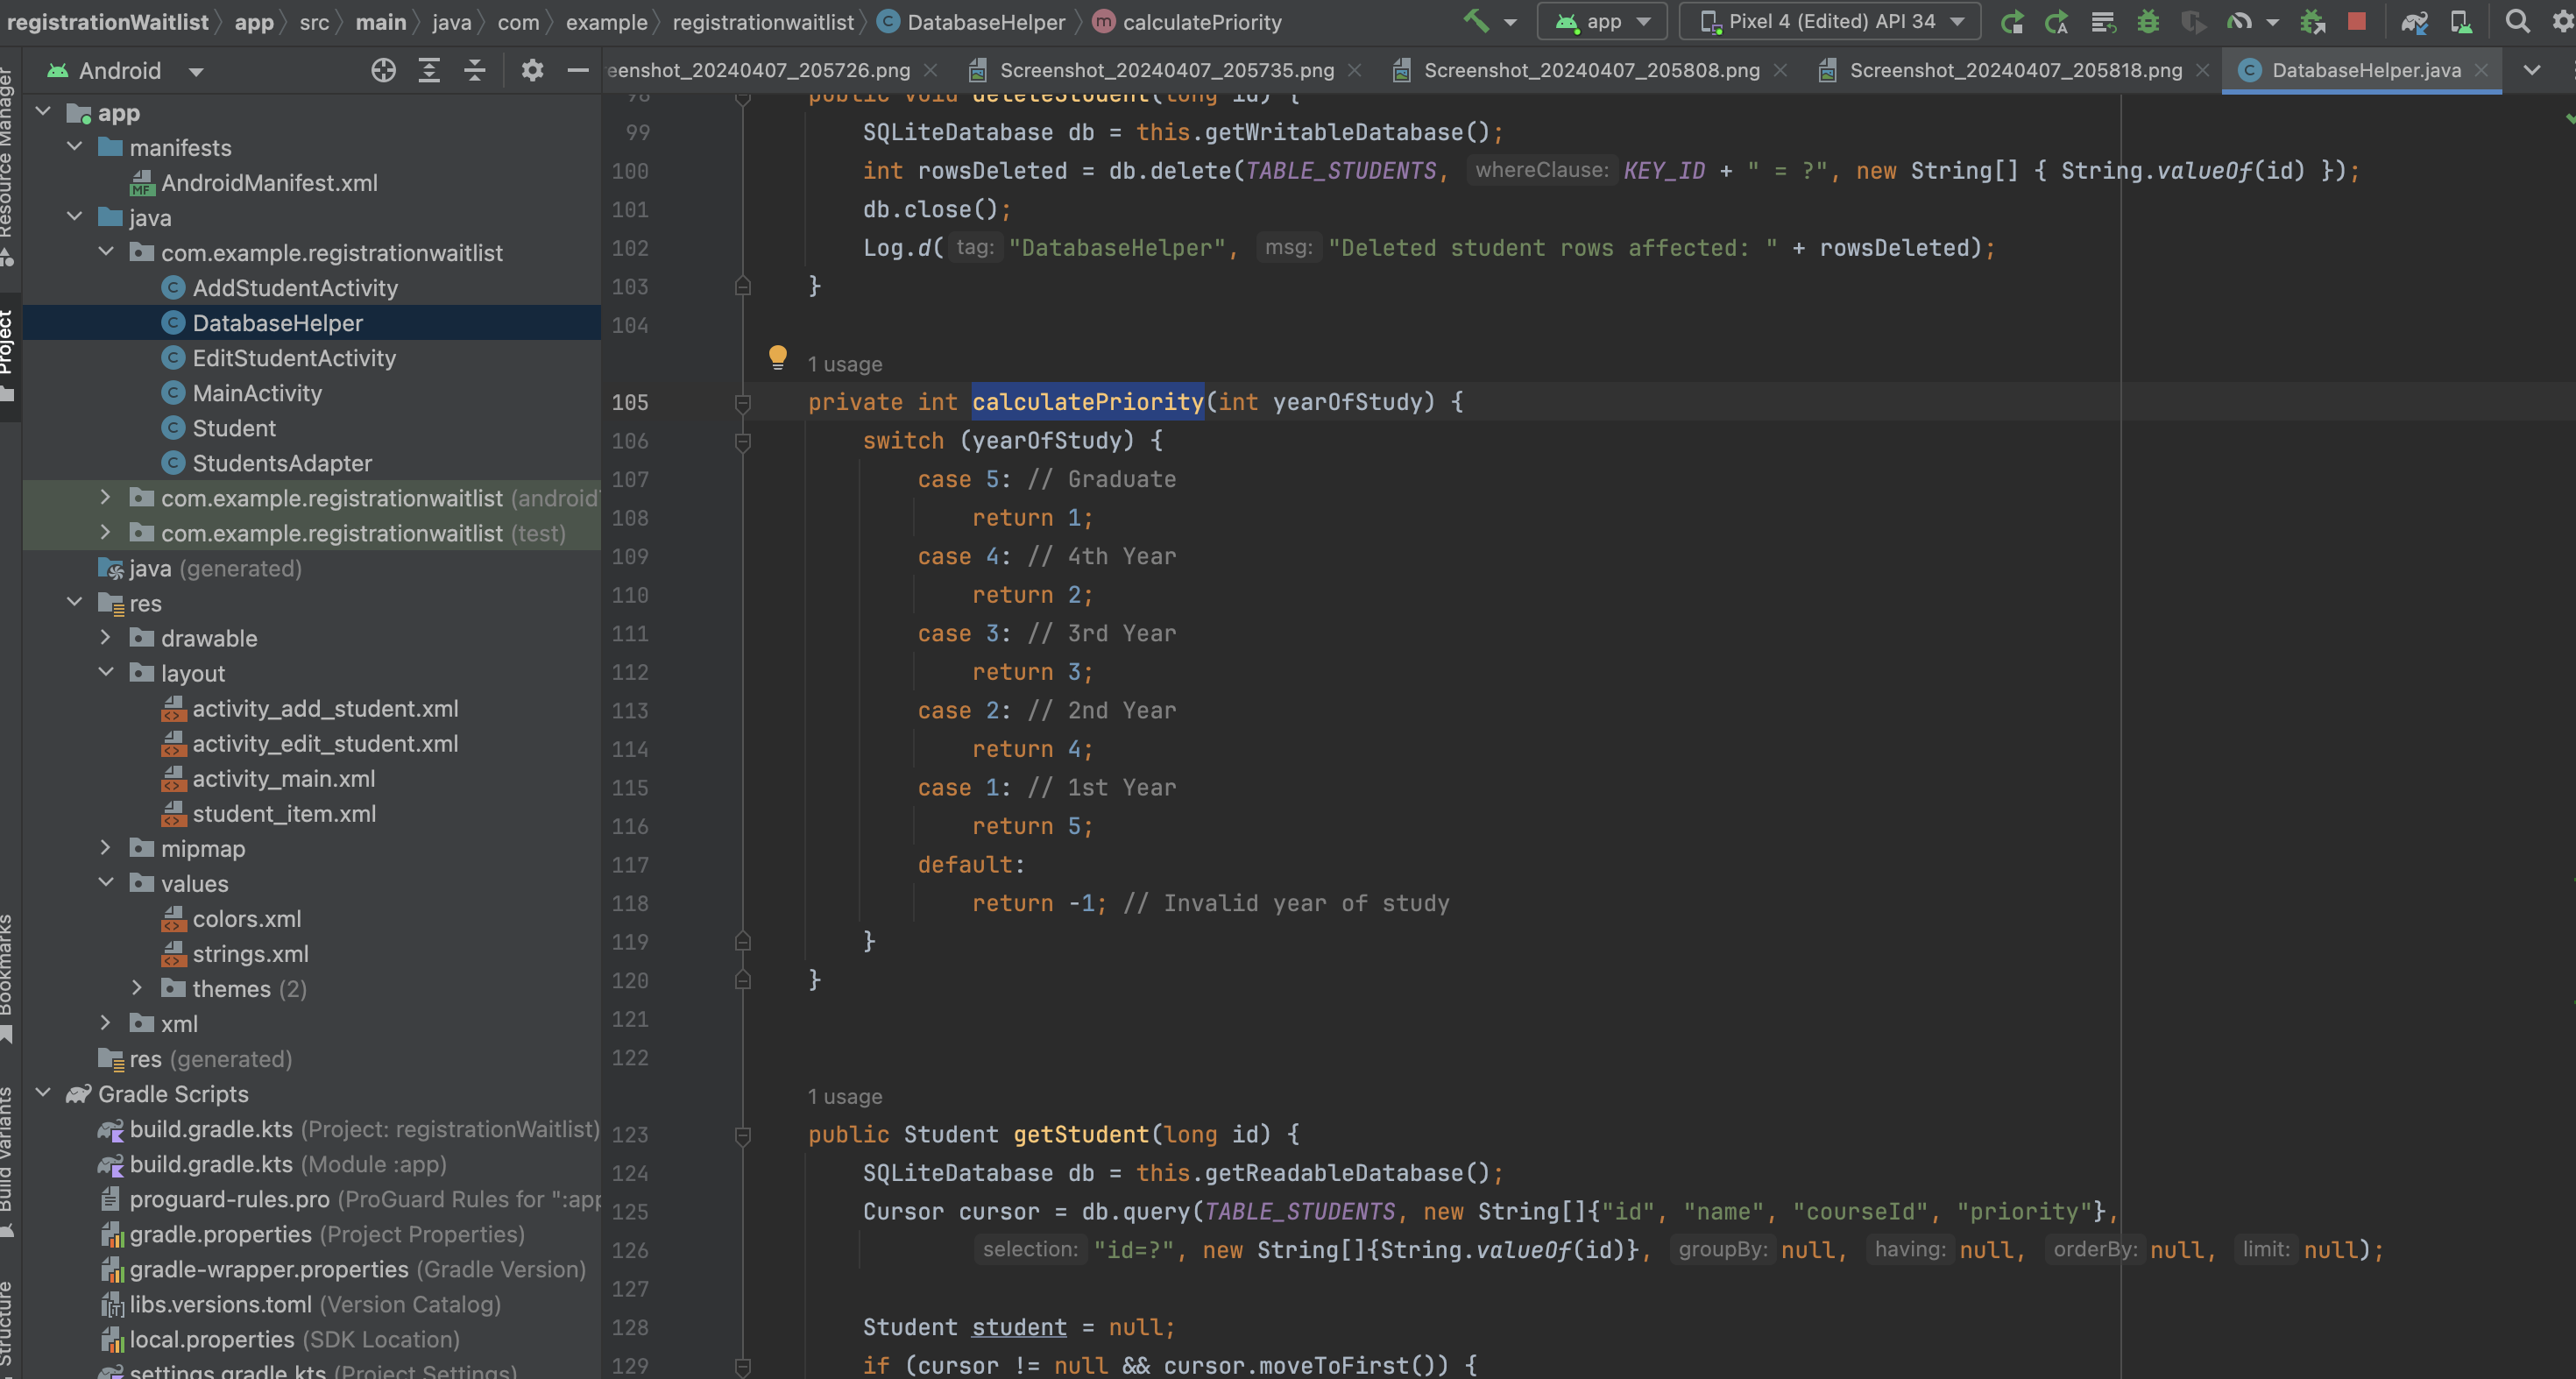 registrationWaitlist app src main java com example registrationwaitlist DatabaseHelper calculatePriority app Pixel 4 (Edited) API 34
Android
eenshot_20240407_205726.png Screenshot_20240407_205735.png Screenshot_20240407_205808.png Screenshot_20240407_205818.png DatabaseHelper.java
Resource Manager
Project
Bookmarks
Build Variants
Structure
app
manifests
AndroidManifest.xml
java
com.example.registrationwaitlist
AddStudentActivity
DatabaseHelper
EditStudentActivity
MainActivity
Student
StudentsAdapter
com.example.registrationwaitlist (android
com.example.registrationwaitlist (test)
java (generated)
res
drawable
layout
activity_add_student.xml
activity_edit_student.xml
activity_main.xml
student_item.xml
mipmap
values
colors.xml
strings.xml
themes (2)
xml
res (generated)
Gradle Scripts
build.gradle.kts (Project: registrationWaitlist)
build.gradle.kts (Module :app)
proguard-rules.pro (ProGuard Rules for ":app
gradle.properties (Project Properties)
gradle-wrapper.properties (Gradle Version)
libs.versions.toml (Version Catalog)
local.properties (SDK Location)
settings.gradle.kts (Project Settings)
98 public void deleteStudent(long id) {
99 SQLiteDatabase db = this.getWritableDatabase();
100 int rowsDeleted = db.delete(TABLE_STUDENTS, whereClause: KEY_ID + " = ?", new String[] { String.valueOf(id) });
101 db.close();
102 Log.d( tag: "DatabaseHelper", msg: "Deleted student rows affected: " + rowsDeleted);
103 }
104
1 usage
105 private int calculatePriority(int yearOfStudy) {
106 switch (yearOfStudy) {
107 case 5: // Graduate
108 return 1;
109 case 4: // 4th Year
110 return 2;
111 case 3: // 3rd Year
112 return 3;
113 case 2: // 2nd Year
114 return 4;
115 case 1: // 1st Year
116 return 5;
117 default:
118 return -1; // Invalid year of study
119 }
120 }
121
122
1 usage
123 public Student getStudent(long id) {
124 SQLiteDatabase db = this.getReadableDatabase();
125 Cursor cursor = db.query(TABLE_STUDENTS, new String[]{"id", "name", "courseId", "priority"},
126 selection: "id=?", new String[]{String.valueOf(id)}, groupBy: null, having: null, orderBy: null, limit: null);
127
128 Student student = null;
129 if (cursor != null && cursor.moveToFirst()) {